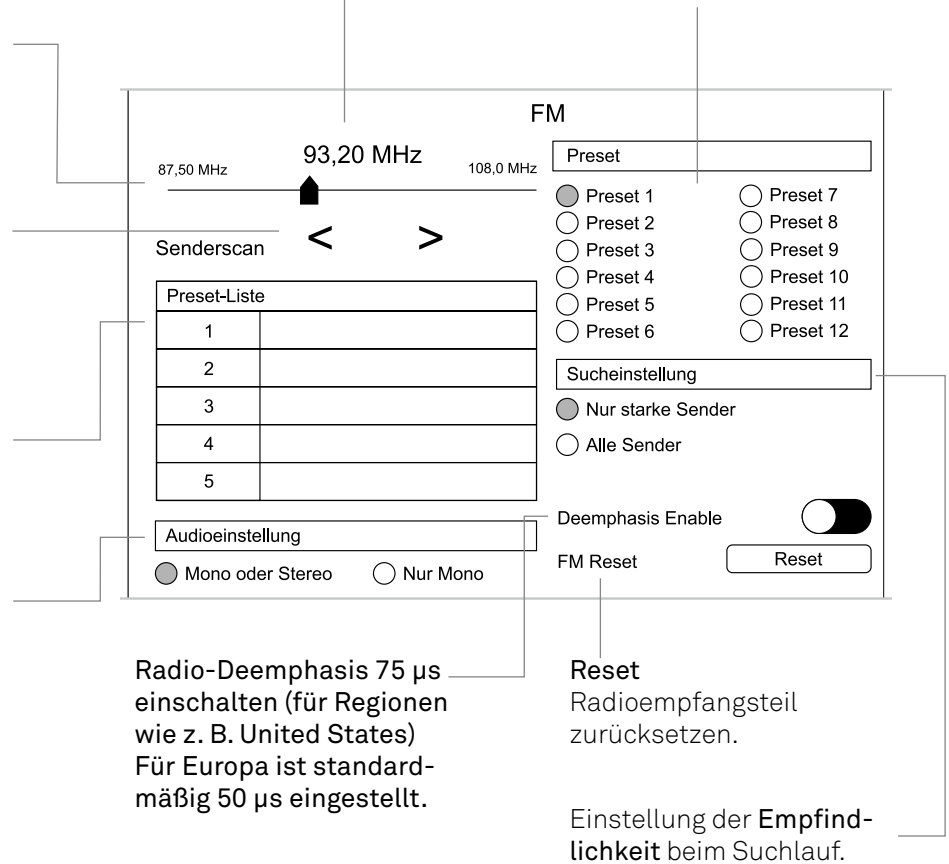 FM
93,20 MHz
87,50 MHz
108,0 MHz
Senderscan < >
Preset-Liste
1
2
3
4
5
Audioeinstellung
Mono oder Stereo
Nur Mono
Preset
Preset 1
Preset 2
Preset 3
Preset 4
Preset 5
Preset 6
Preset 7
Preset 8
Preset 9
Preset 10
Preset 11
Preset 12
Sucheinstellung
Nur starke Sender
Alle Sender
Deemphasis Enable
FM Reset
Reset
Radio-Deemphasis 75 µs
einschalten (für Regionen
wie z. B. United States)
Für Europa ist standard-
mäßig 50 µs eingestellt.
Reset
Radioempfangsteil
zurücksetzen.
Einstellung der Empfind-
lichkeit beim Suchlauf.